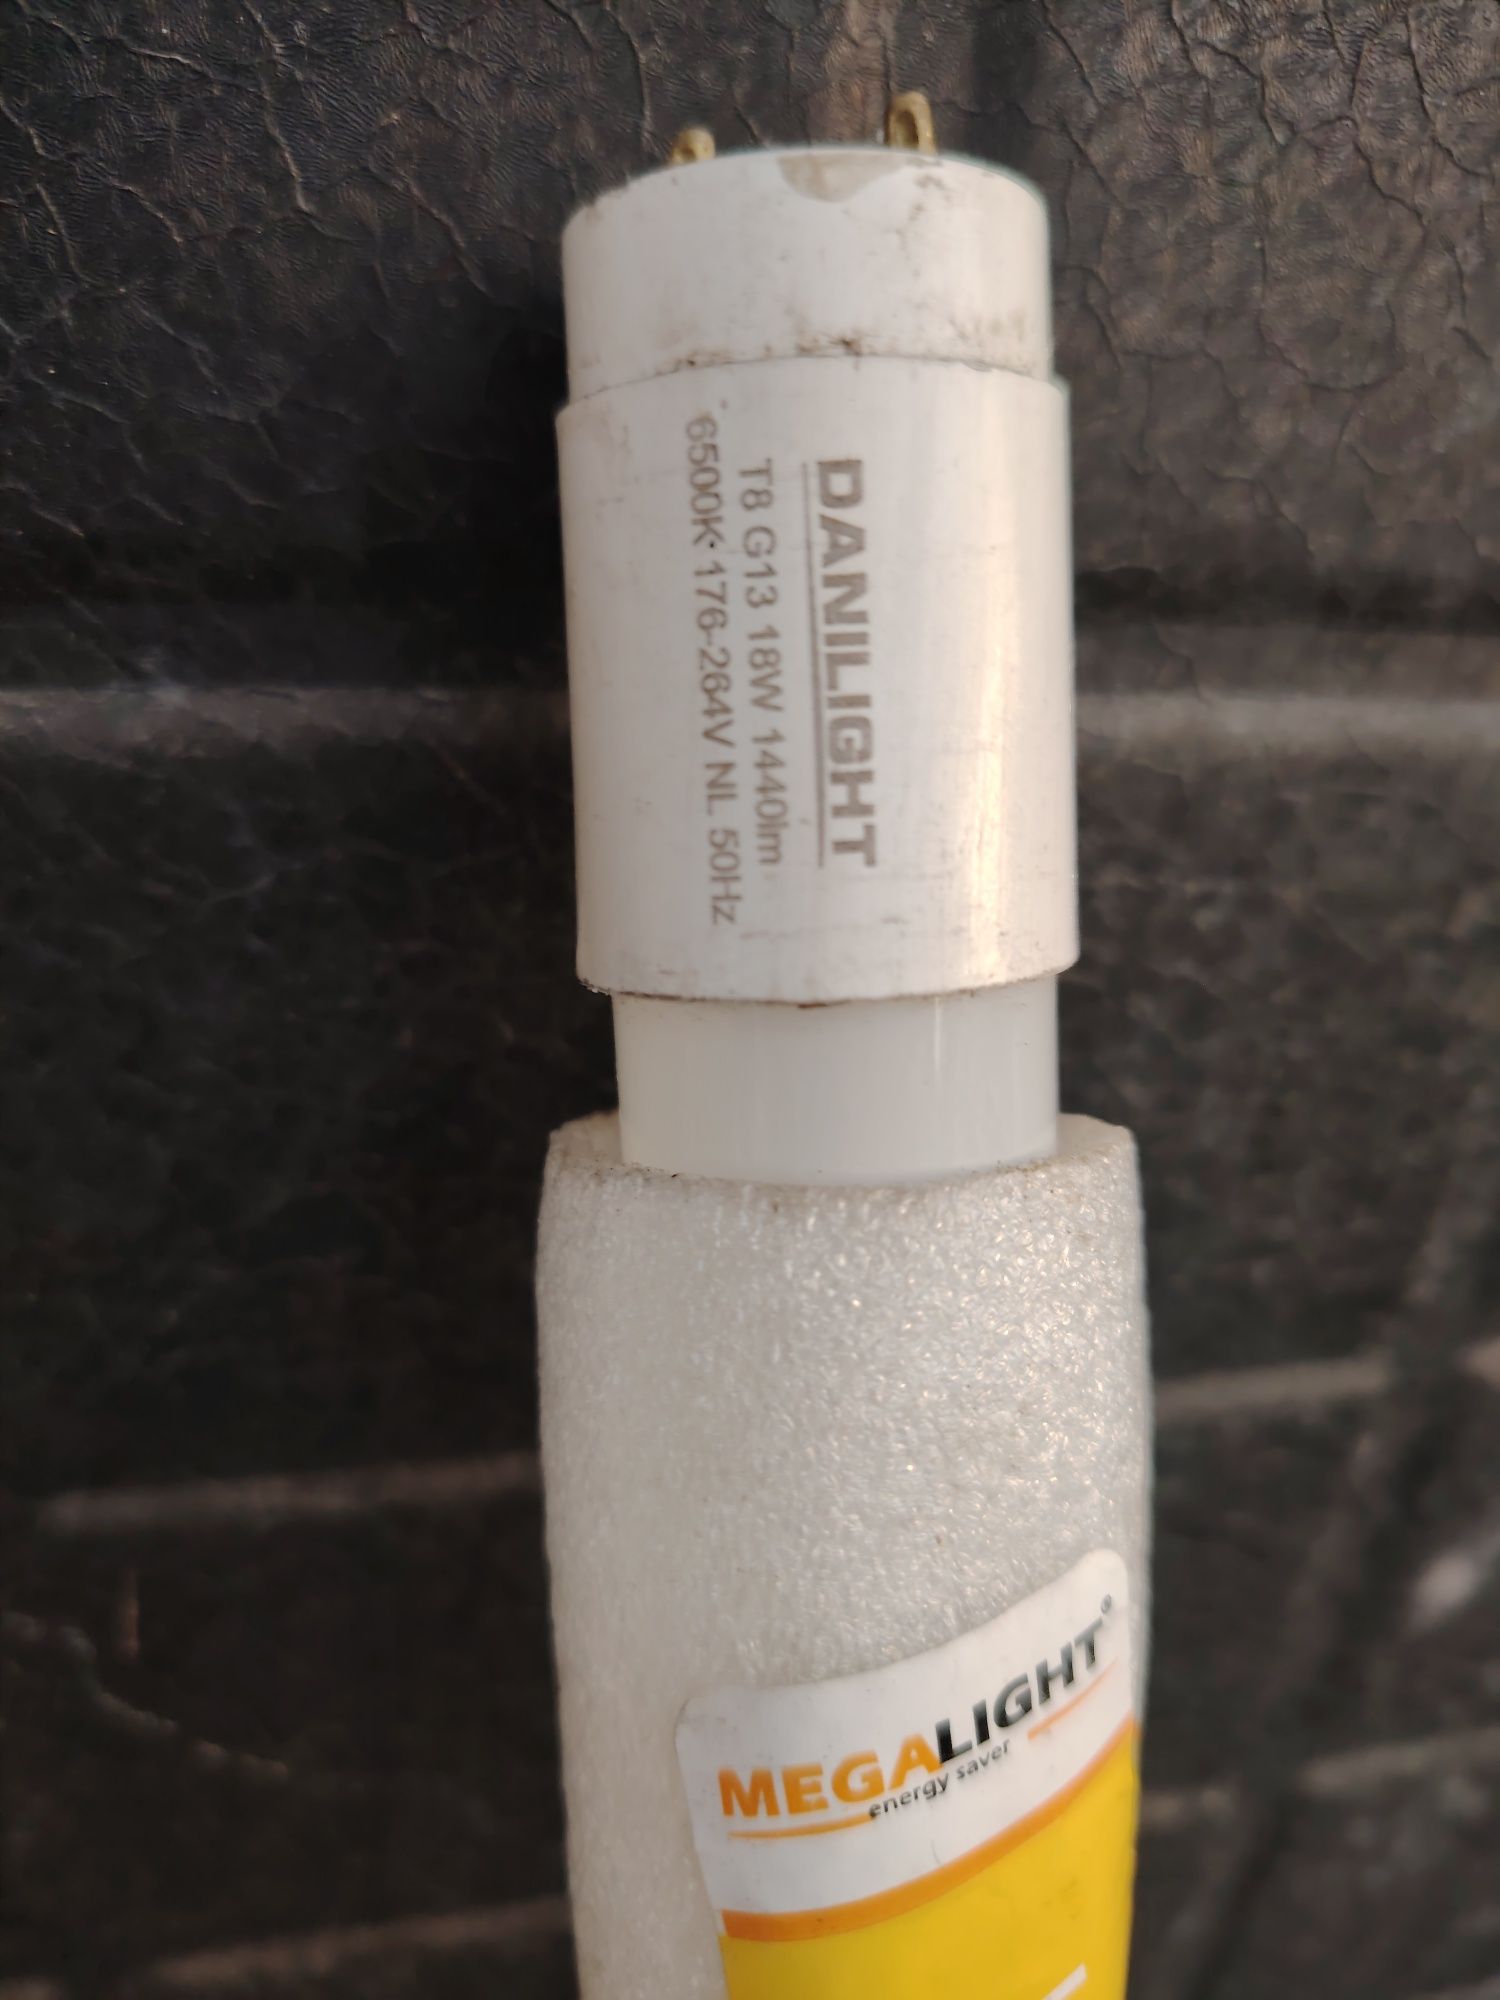 DANILIGHT
T8 G13 18W 1440lm
6500K 176-264V NL 50Hz
MEGALIGHT®
energy saver